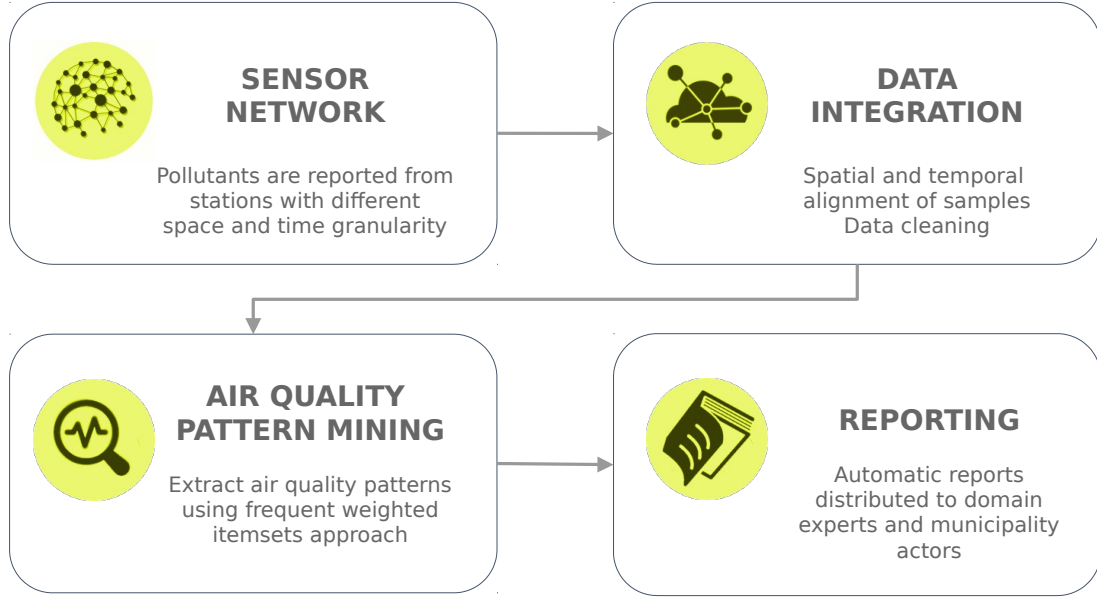 SENSOR
NETWORK
Pollutants are reported from
stations with different
space and time granularity
DATA
INTEGRATION
Spatial and temporal
alignment of samples
Data cleaning
AIR QUALITY
PATTERN MINING
Extract air quality patterns
using frequent weighted
itemsets approach
REPORTING
Automatic reports
distributed to domain
experts and municipality
actors